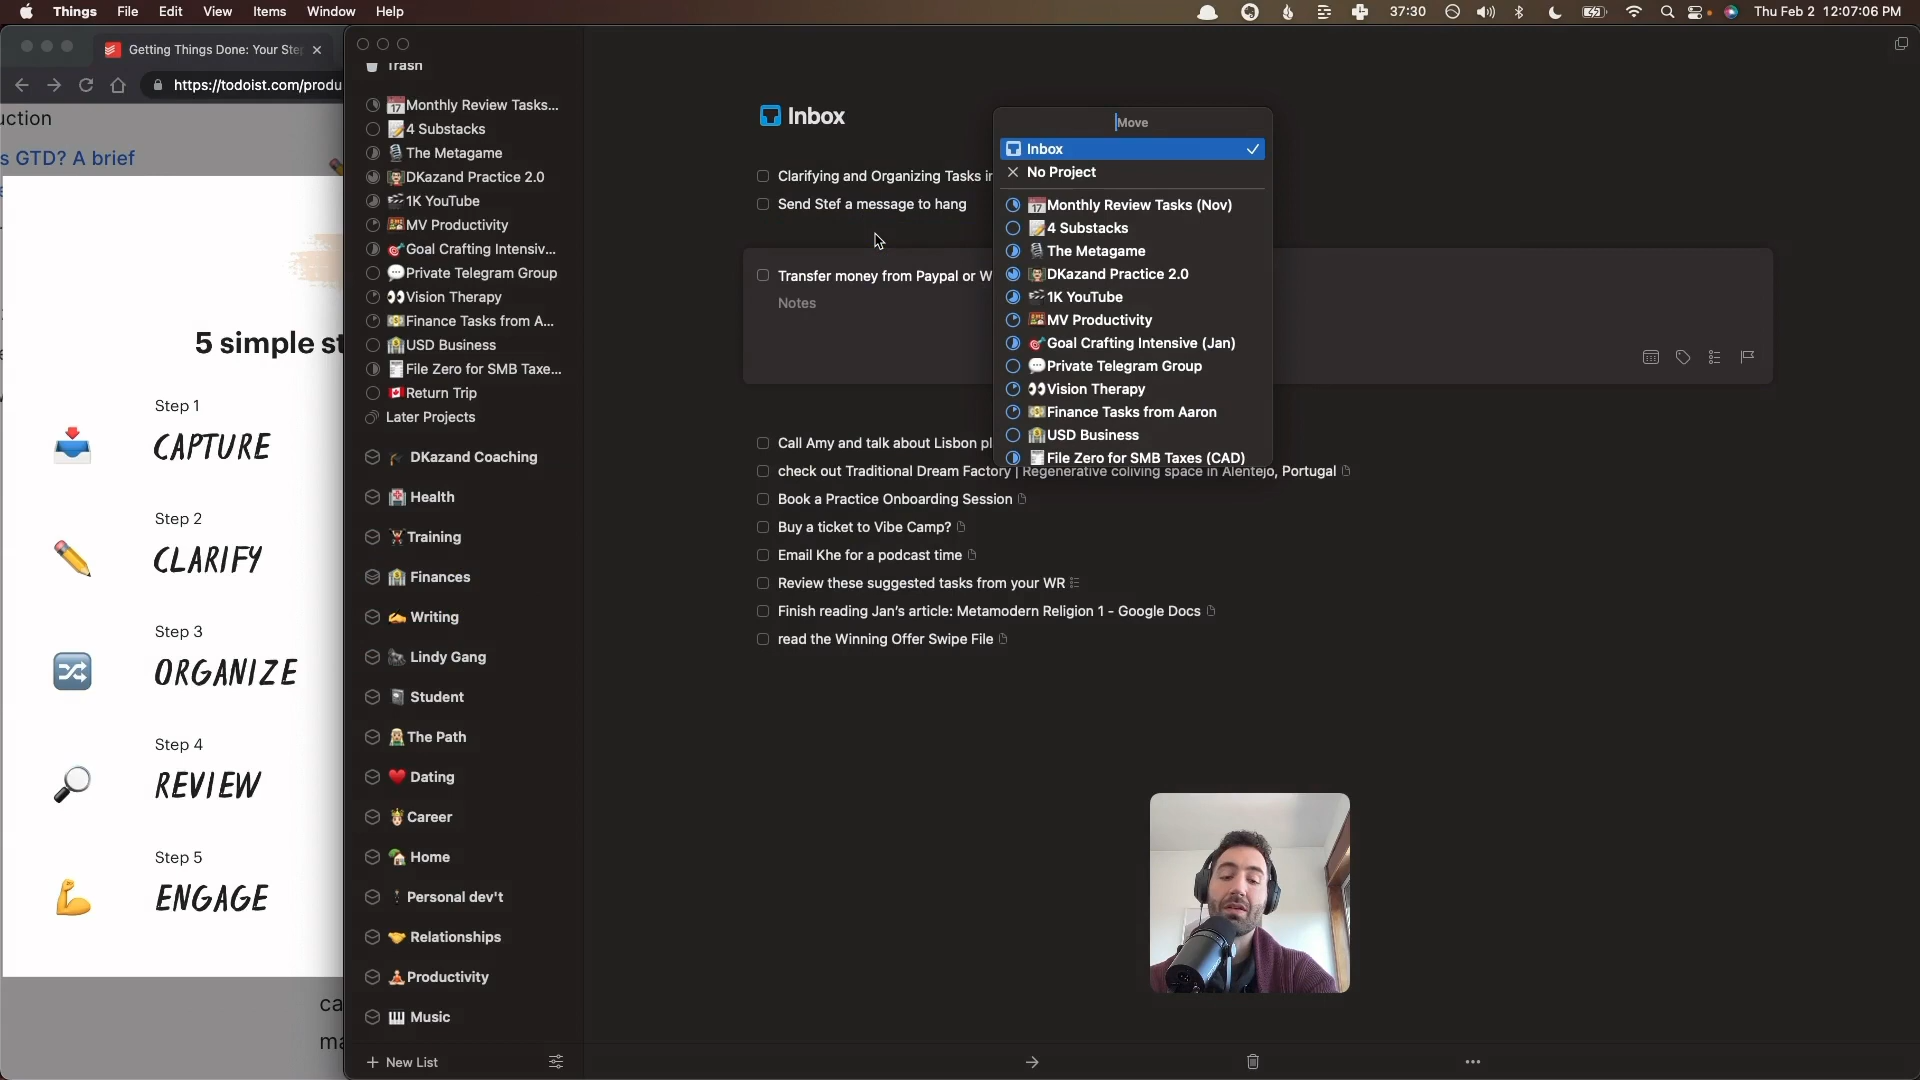 Things File Edit View Items Window Help
37:30
Thu Feb 2 12:07:06 PM
Getting Things Done: Your Ste
https://todoist.com/produ
uction
s GTD? A brief
5 simple st
Step 1
CAPTURE
Step 2
CLARIFY
Step 3
ORGANIZE
Step 4
REVIEW
Step 5
ENGAGE
ca
ma
Trash
Monthly Review Tasks...
4 Substacks
The Metagame
DKazand Practice 2.0
1K YouTube
MV Productivity
Goal Crafting Intensiv...
Private Telegram Group
Vision Therapy
Finance Tasks from A...
USD Business
File Zero for SMB Taxe...
Return Trip
Later Projects
DKazand Coaching
Health
Training
Finances
Writing
Lindy Gang
Student
The Path
Dating
Career
Home
Personal dev't
Relationships
Productivity
Music
New List
Inbox
Clarifying and Organizing Tasks in
Send Stef a message to hang
Transfer money from Paypal or W
Notes
Call Amy and talk about Lisbon pl
check out Traditional Dream Factory | Regenerative coliving space in Alentejo, Portugal
Book a Practice Onboarding Session
Buy a ticket to Vibe Camp?
Email Khe for a podcast time
Review these suggested tasks from your WR
Finish reading Jan's article: Metamodern Religion 1 - Google Docs
read the Winning Offer Swipe File
Move
Inbox
No Project
Monthly Review Tasks (Nov)
4 Substacks
The Metagame
DKazand Practice 2.0
1K YouTube
MV Productivity
Goal Crafting Intensive (Jan)
Private Telegram Group
Vision Therapy
Finance Tasks from Aaron
USD Business
File Zero for SMB Taxes (CAD)